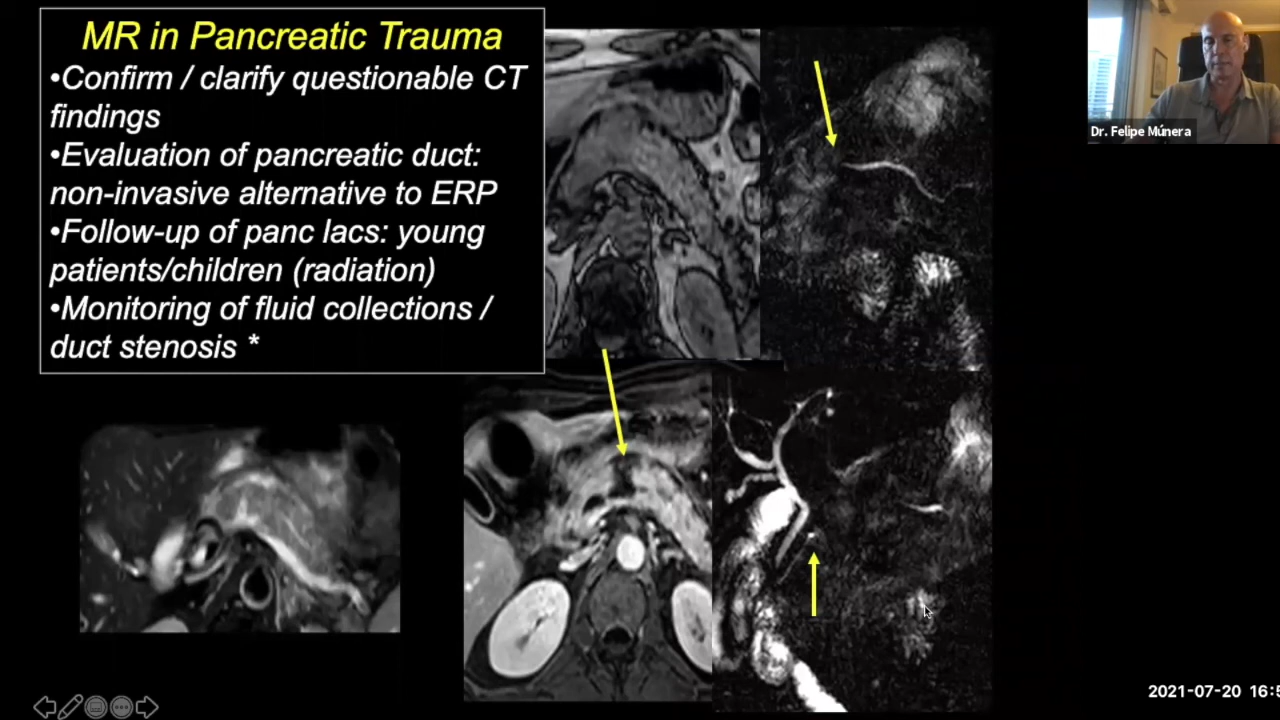 MR in Pancreatic Trauma
•Confirm / clarify questionable CT
findings
•Evaluation of pancreatic duct:
non-invasive alternative to ERP
•Follow-up of panc lacs: young
patients/children (radiation)
•Monitoring of fluid collections /
duct stenosis *
Dr. Felipe Múnera
2021-07-20 16:5